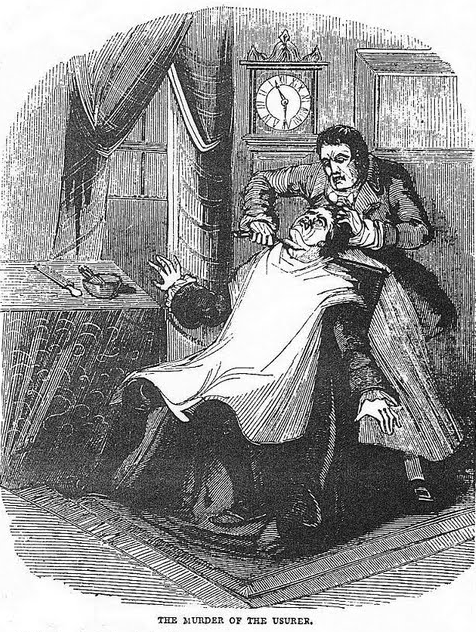 THE MURDER OF THE USURER.